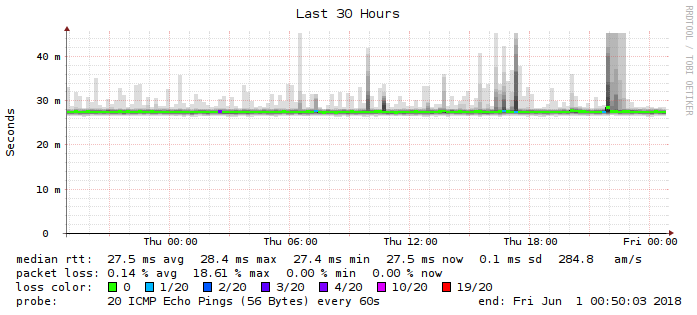 Last 30 Hours
RRDTOOL / TOBI OETIKER
Seconds
40 m
30 m
20 m
10 m
0
Thu 00:00 Thu 06:00 Thu 12:00 Thu 18:00 Fri 00:00
median rtt: 27.5 ms avg 28.4 ms max 27.4 ms min 27.5 ms now 0.1 ms sd 284.8 am/s
packet loss: 0.14 % avg 18.61 % max 0.00 % min 0.00 % now
loss color: 0 1/20 2/20 3/20 4/20 10/20 19/20
probe: 20 ICMP Echo Pings (56 Bytes) every 60s end: Fri Jun 1 00:50:03 2018